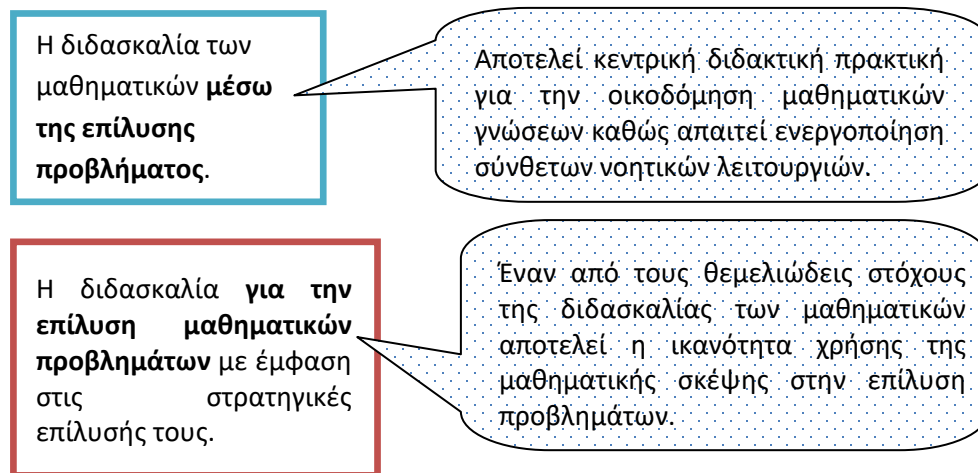 Η διδασκαλία των
μαθηματικών μέσω
της επίλυσης
προβλήματος.
Αποτελεί κεντρική διδακτική πρακτική
για την οικοδόμηση μαθηματικών
γνώσεων καθώς απαιτεί ενεργοποίηση
σύνθετων νοητικών λειτουργιών.
Η διδασκαλία για την
επίλυση μαθηματικών
προβλημάτων με έμφαση
στις στρατηγικές
επίλυσής τους.
Έναν από τους θεμελιώδεις στόχους
της διδασκαλίας των μαθηματικών
αποτελεί η ικανότητα χρήσης της
μαθηματικής σκέψης στην επίλυση
προβλημάτων.